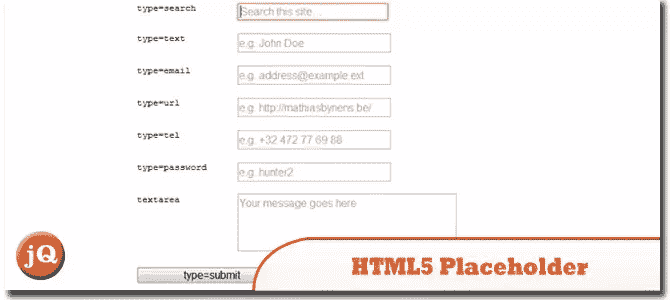 type=search Search this site ...
type=text e.g. John Doe
type=email e.g. address@example.ext
type=url e.g. http://mathiasbynens.be/
type=tel e.g. +32 472 77 69 88
type=password e.g. hunter2
textarea Your message goes here
type=submit
jQ
HTML5 Placeholder